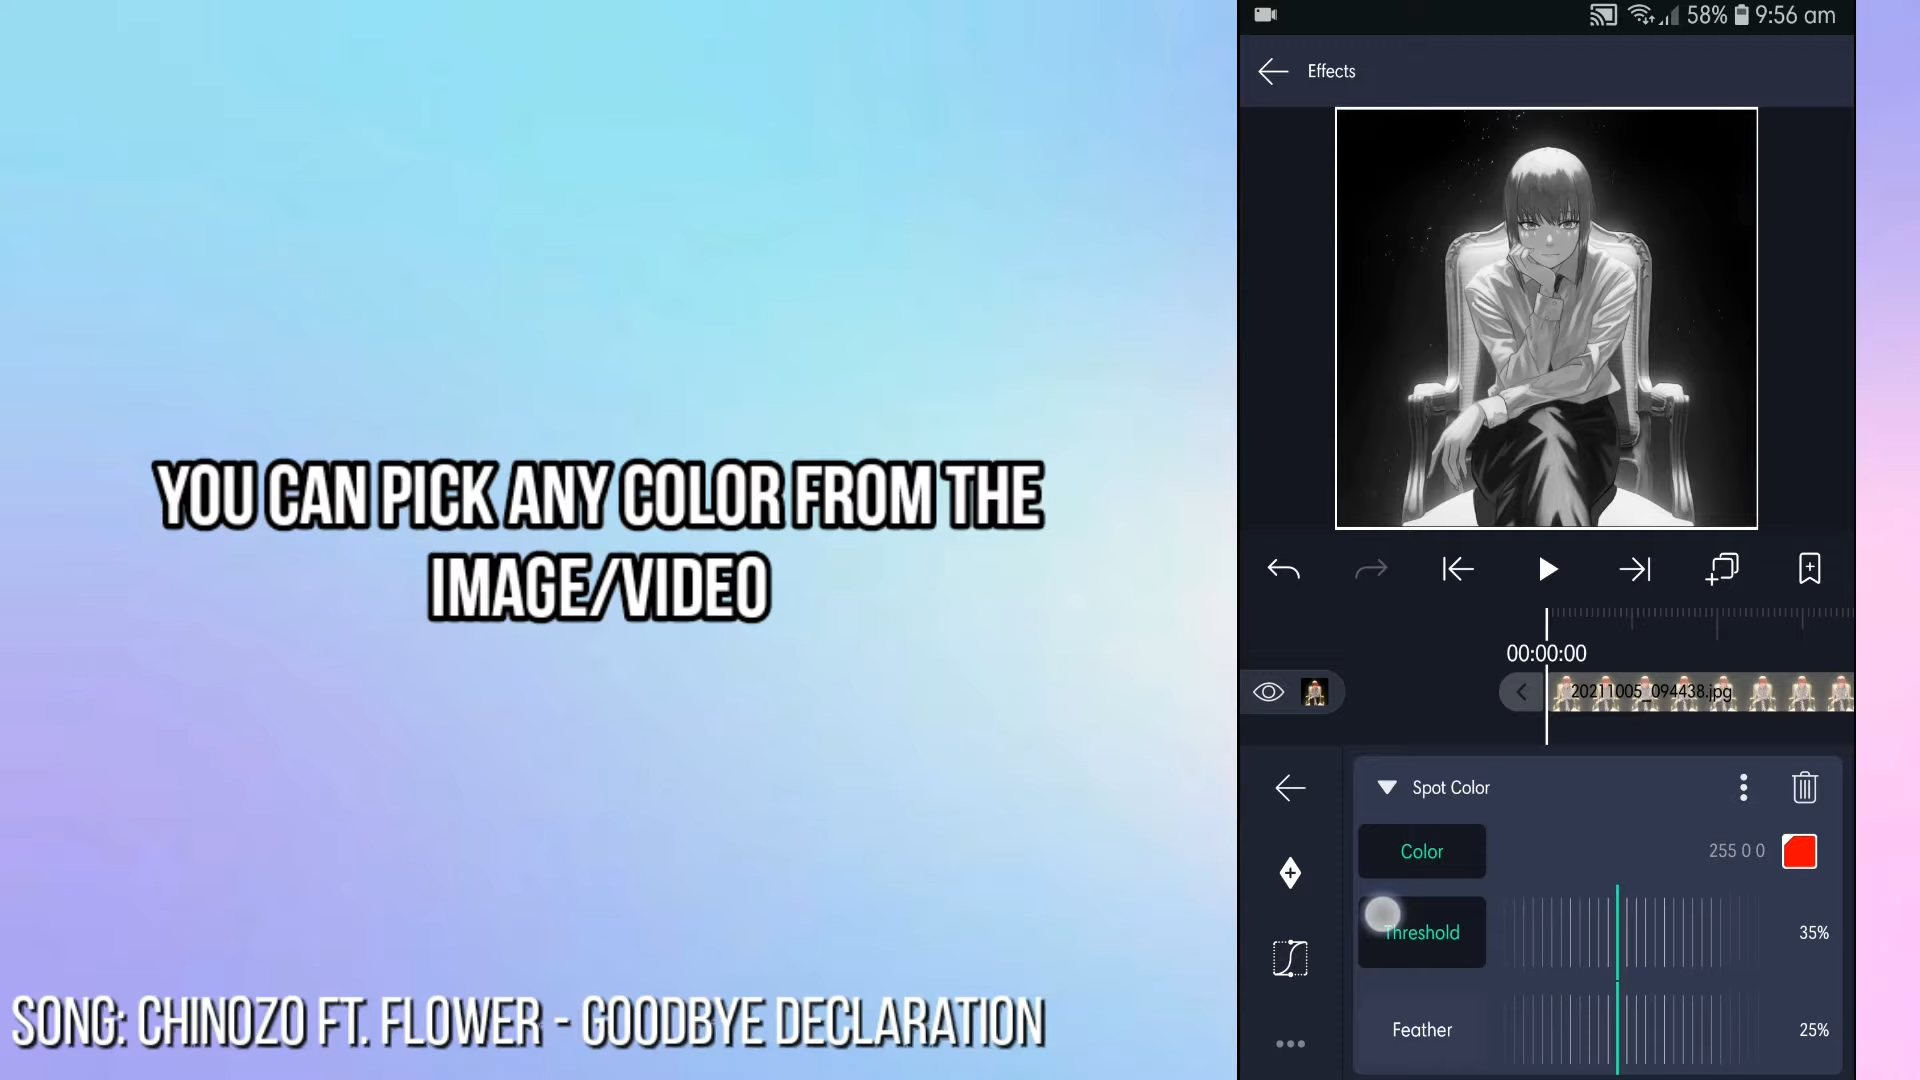 YOU CAN PICK ANY COLOR FROM THE
IMAGE/VIDEO
SONG: CHINOZO FT. FLOWER - GOODBYE DECLARATION
58% 9:56 am
Effects
00:00:00
20211005_094438.jpg
Spot Color
Color 255 0 0
Threshold 35%
Feather 25%